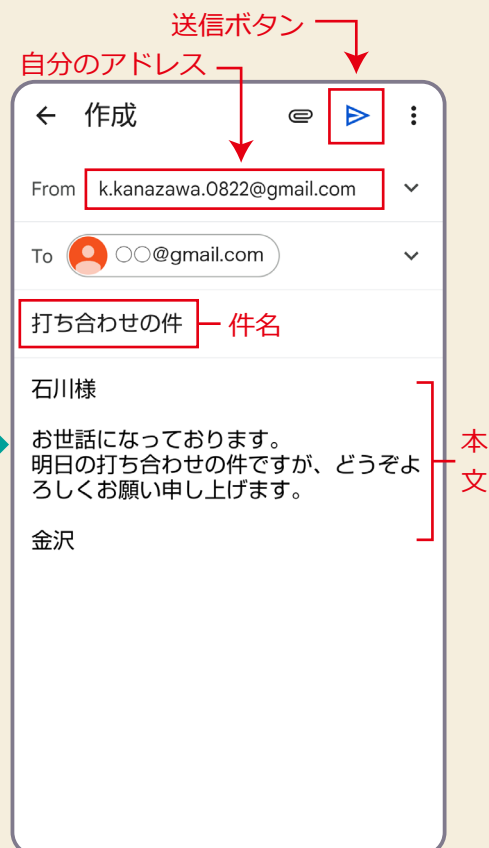 送信ボタン
自分のアドレス
作成
From k.kanazawa.0822@gmail.com
To ○○@gmail.com
打ち合わせの件 件名
石川様
お世話になっております。
明日の打ち合わせの件ですが、どうぞよ
ろしくお願い申し上げます。
金沢
本文